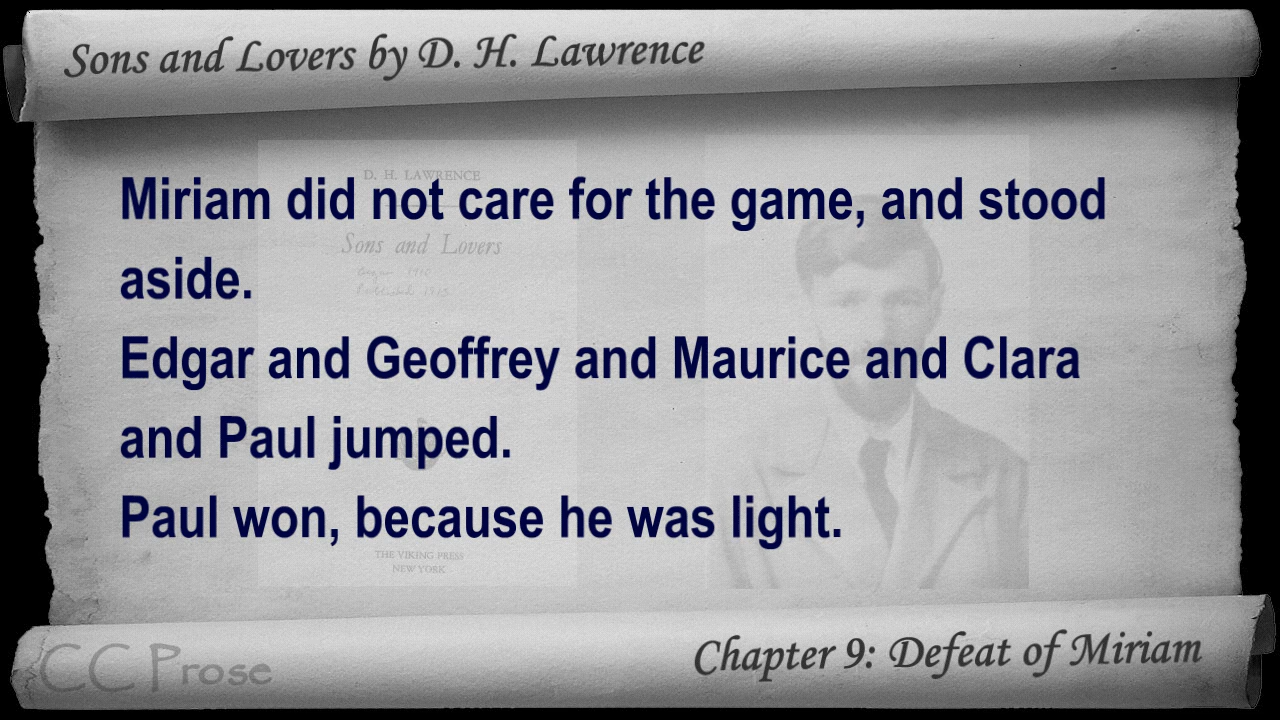 Sons and Lovers by D. H. Lawrence
D. H. LAWRENCE
Miriam did not care for the game, and stood
Sons and Lovers
aside.
Edgar and Geoffrey and Maurice and Clara
and Paul jumped.
Paul won, because he was light.
THE VIKING PRESS
NEW YORK
CC Prose
Chapter 9: Defeat of Miriam